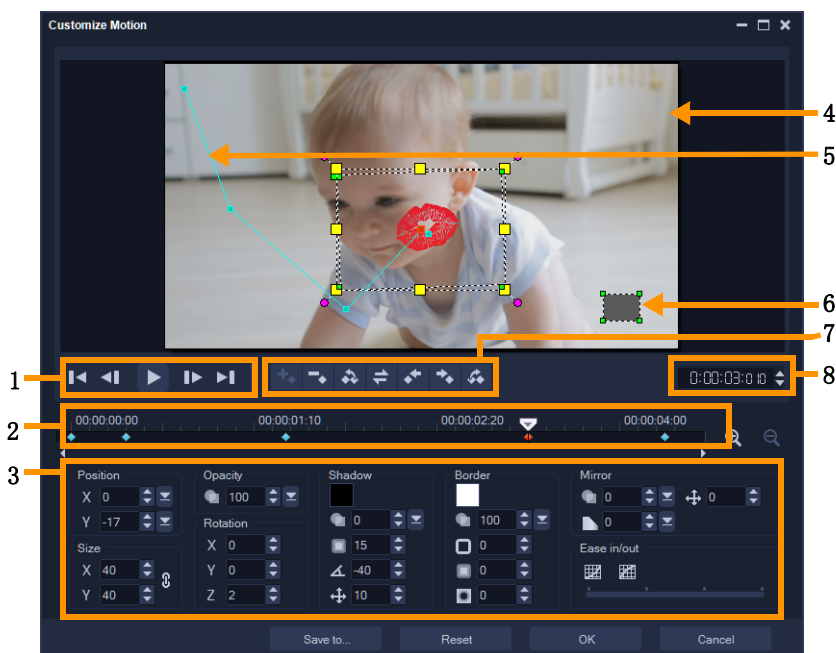 Customize Motion
4
5
6
7
1
0:00:03:010
8
2
00:00:00:00 00:00:01:10 00:00:02:20 00:00:04:00
3
Position Opacity Shadow Border Mirror
X 0 100 0 0
Y -17 0 100 0
Rotation
Size X 0 15 0 Ease in/out
X 40 Y 0 -40 0
Y 40 Z 2 10 0
Save to... Reset OK Cancel